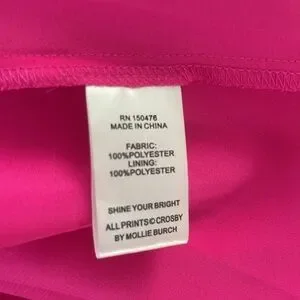 RN 150476
MADE IN CHINA
FABRIC:
100%POLYESTER
LINING:
100%POLYESTER
SHINE YOUR BRIGHT
ALL PRINTS© CROSBY
BY MOLLIE BURCH